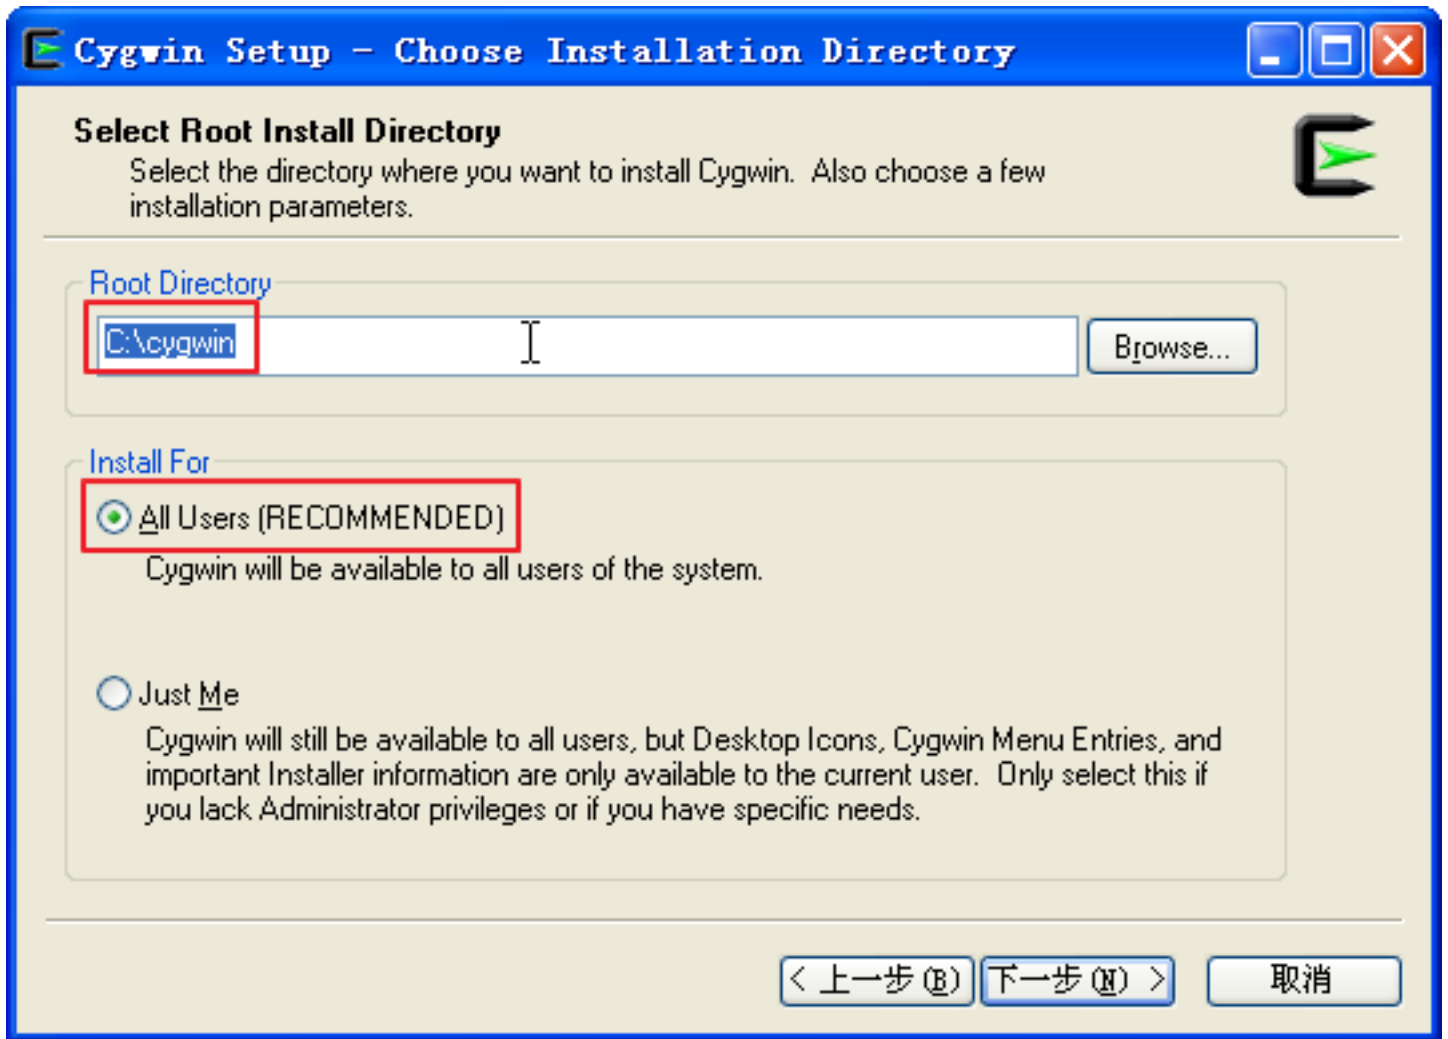 Cygwin Setup - Choose Installation Directory
Select Root Install Directory
Select the directory where you want to install Cygwin. Also choose a few
installation parameters.
Root Directory
C:\cygwin
Browse...
Install For
All Users (RECOMMENDED)
Cygwin will be available to all users of the system.
Just Me
Cygwin will still be available to all users, but Desktop Icons, Cygwin Menu Entries, and
important Installer information are only available to the current user. Only select this if
you lack Administrator privileges or if you have specific needs.
< 上一步(B) 下一步(N) > 取消